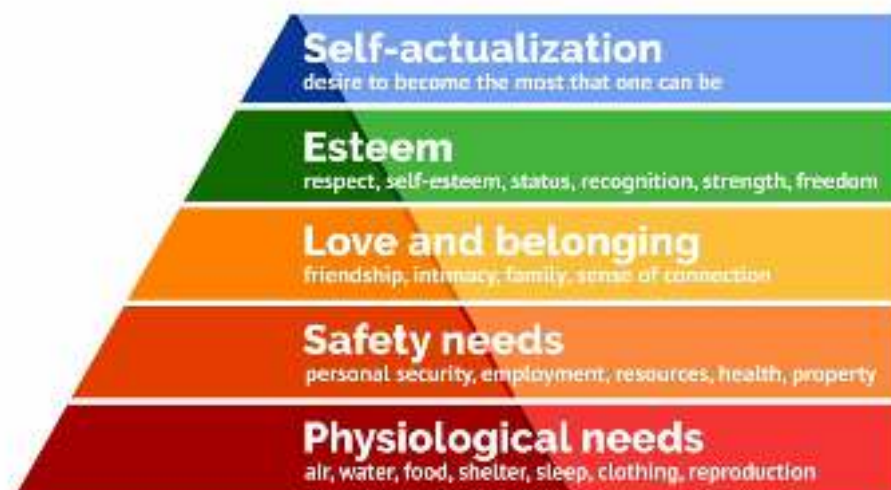 Self-actualization
desire to become the most that one can be
Esteem
respect, self-esteem, status, recognition, strength, freedom
Love and belonging
friendship, intimacy, family, sense of connection
Safety needs
personal security, employment, resources, health, property
Physiological needs
air, water, food, shelter, sleep, clothing, reproduction